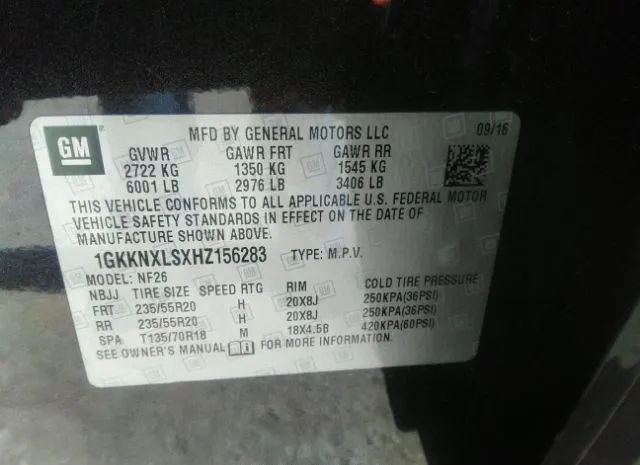 GM
MFD BY GENERAL MOTORS LLC 09/16
GVWR GAWR FRT GAWR RR
2722 KG 1350 KG 1545 KG
6001 LB 2976 LB 3406 LB
THIS VEHICLE CONFORMS TO ALL APPLICABLE U.S. FEDERAL MOTOR
VEHICLE SAFETY STANDARDS IN EFFECT ON THE DATE OF
MANUFACTURE SHOWN ABOVE.
1GKKNXLSXHZ156283 TYPE: M.P.V.
MODEL: NF26
NBJJ TIRE SIZE SPEED RTG RIM COLD TIRE PRESSURE
FRT 235/55R20 H 20X8J 250KPA(36PSI)
RR 235/55R20 H 20X8J 250KPA(36PSI)
SPA T135/70R18 M 18X4.5B 420KPA(60PSI)
SEE OWNER'S MANUAL FOR MORE INFORMATION.